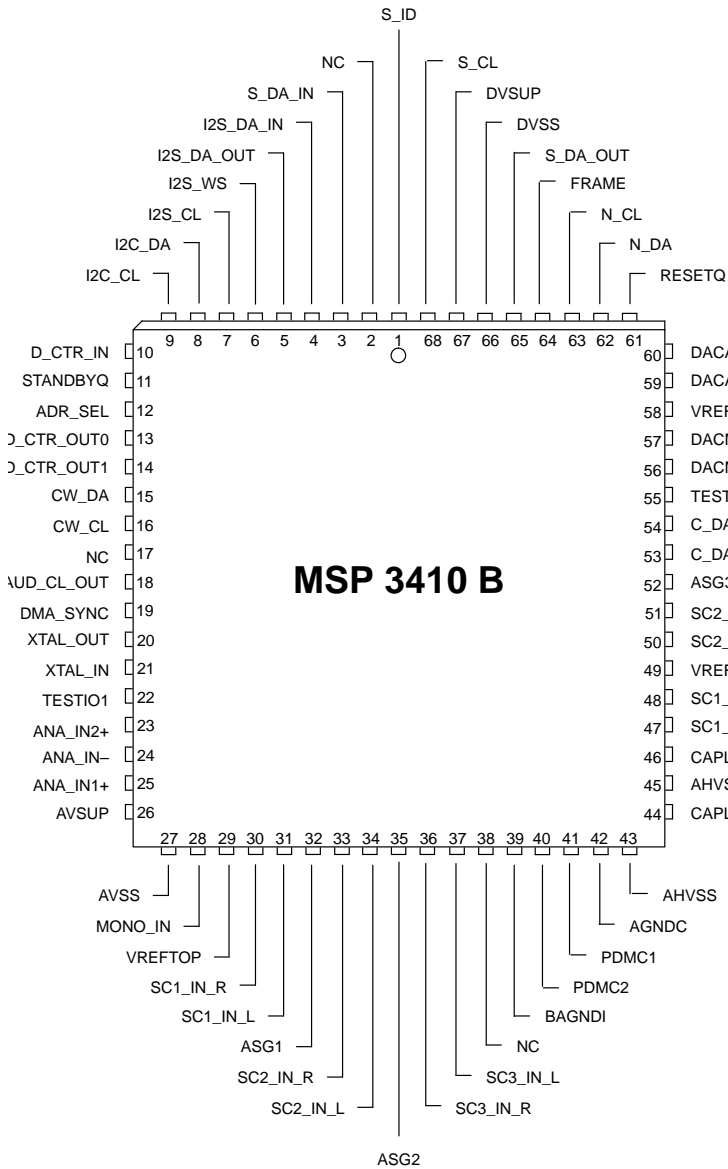 S_ID
NC
S_CL
S_DA_IN
DVSUP
I2S_DA_IN
DVSS
I2S_DA_OUT
S_DA_OUT
I2S_WS
FRAME
I2S_CL
N_CL
I2C_DA
N_DA
I2C_CL
RESETQ
9 8 7 6 5 4 3 2 1 68 67 66 65 64 63 62 61
D_CTR_IN 10
60
STANDBYQ 11
59
ADR_SEL 12
58
13
57
14
56
CW_DA 15
55
CW_CL 16
54
NC 17
53
18
52
DMA_SYNC 19
51
XTAL_OUT 20
50
XTAL_IN 21
49
TESTIO1 22
48
ANA_IN2+ 23
47
ANA_IN– 24
46
ANA_IN1+ 25
45
AVSUP 26
44
MSP 3410 B
27 28 29 30 31 32 33 34 35 36 37 38 39 40 41 42 43
AVSS
AHVSS
MONO_IN
AGNDC
VREFTOP
PDMC1
SC1_IN_R
PDMC2
SC1_IN_L
BAGNDI
ASG1
NC
SC2_IN_R
SC3_IN_L
SC2_IN_L
SC3_IN_R
ASG2